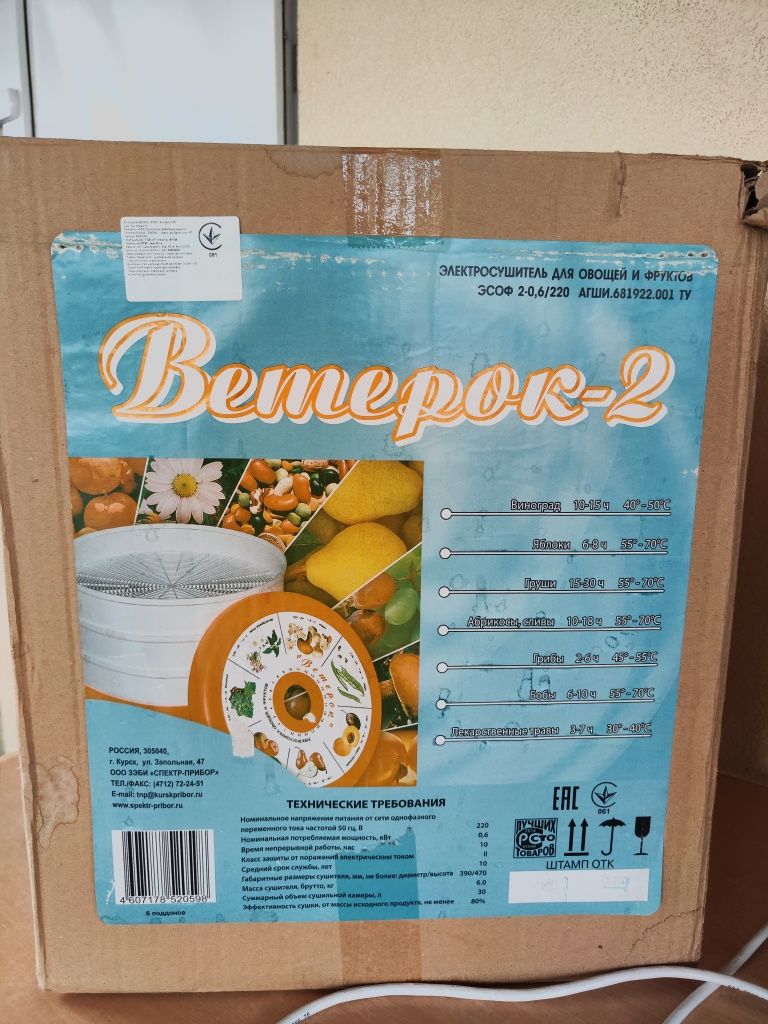 061
ЭЛЕКТРОСУШИТЕЛЬ ДЛЯ ОВОЩЕЙ И ФРУКТОВ
ЭСОФ 2-0,6/220 АГШИ.681922.001 ТУ
Ветерок-2
Виноград 10-15 ч 40°-50°С
Яблоки 6-8 ч 55°-70°С
Груши 15-30 ч 55°-70°С
Абрикосы, сливы 10-18 ч 55°-70°С
Грибы 2-6 ч 45°-55°С
Бобы 6-10 ч 55°-70°С
Лекарственные травы 3-7 ч 30°-40°С
"Ветерок"
РОССИЯ, 305040,
г. Курск, ул. Запольная, 47
ООО ЗЭБИ «СПЕКТР-ПРИБОР»
ТЕЛ./ФАКС: (4712) 72-24-51
E-mail: tnp@kurskpribor.ru
www.spektr-pribor.ru
4 607178 520598
6 поддонов
ТЕХНИЧЕСКИЕ ТРЕБОВАНИЯ
Номинальное напряжение питания от сети однофазного
переменного тока частотой 50 гц, В 220
Номинальная потребляемая мощность, кВт 0,6
Время непрерывной работы, час 10
Класс защиты от поражений электрическим током II
Средний срок службы, лет 10
Габаритные размеры сушителя, мм, не более: диаметр/высота 390/470
Масса сушителя, брутто, кг 6.0
Суммарный объем сушильной камеры, л 30
Эффективность сушки, от массы исходного продукта, не менее 80%
ЕАС
061
ЛУЧШИХ
РСТО
ТОВАРОВ
ШТАМП ОТК